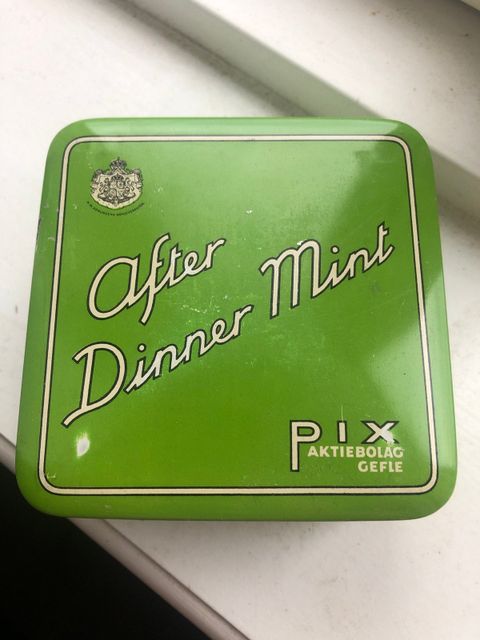 After
Dinner Mint
PIX
AKTIEBOLAG
GEFLE